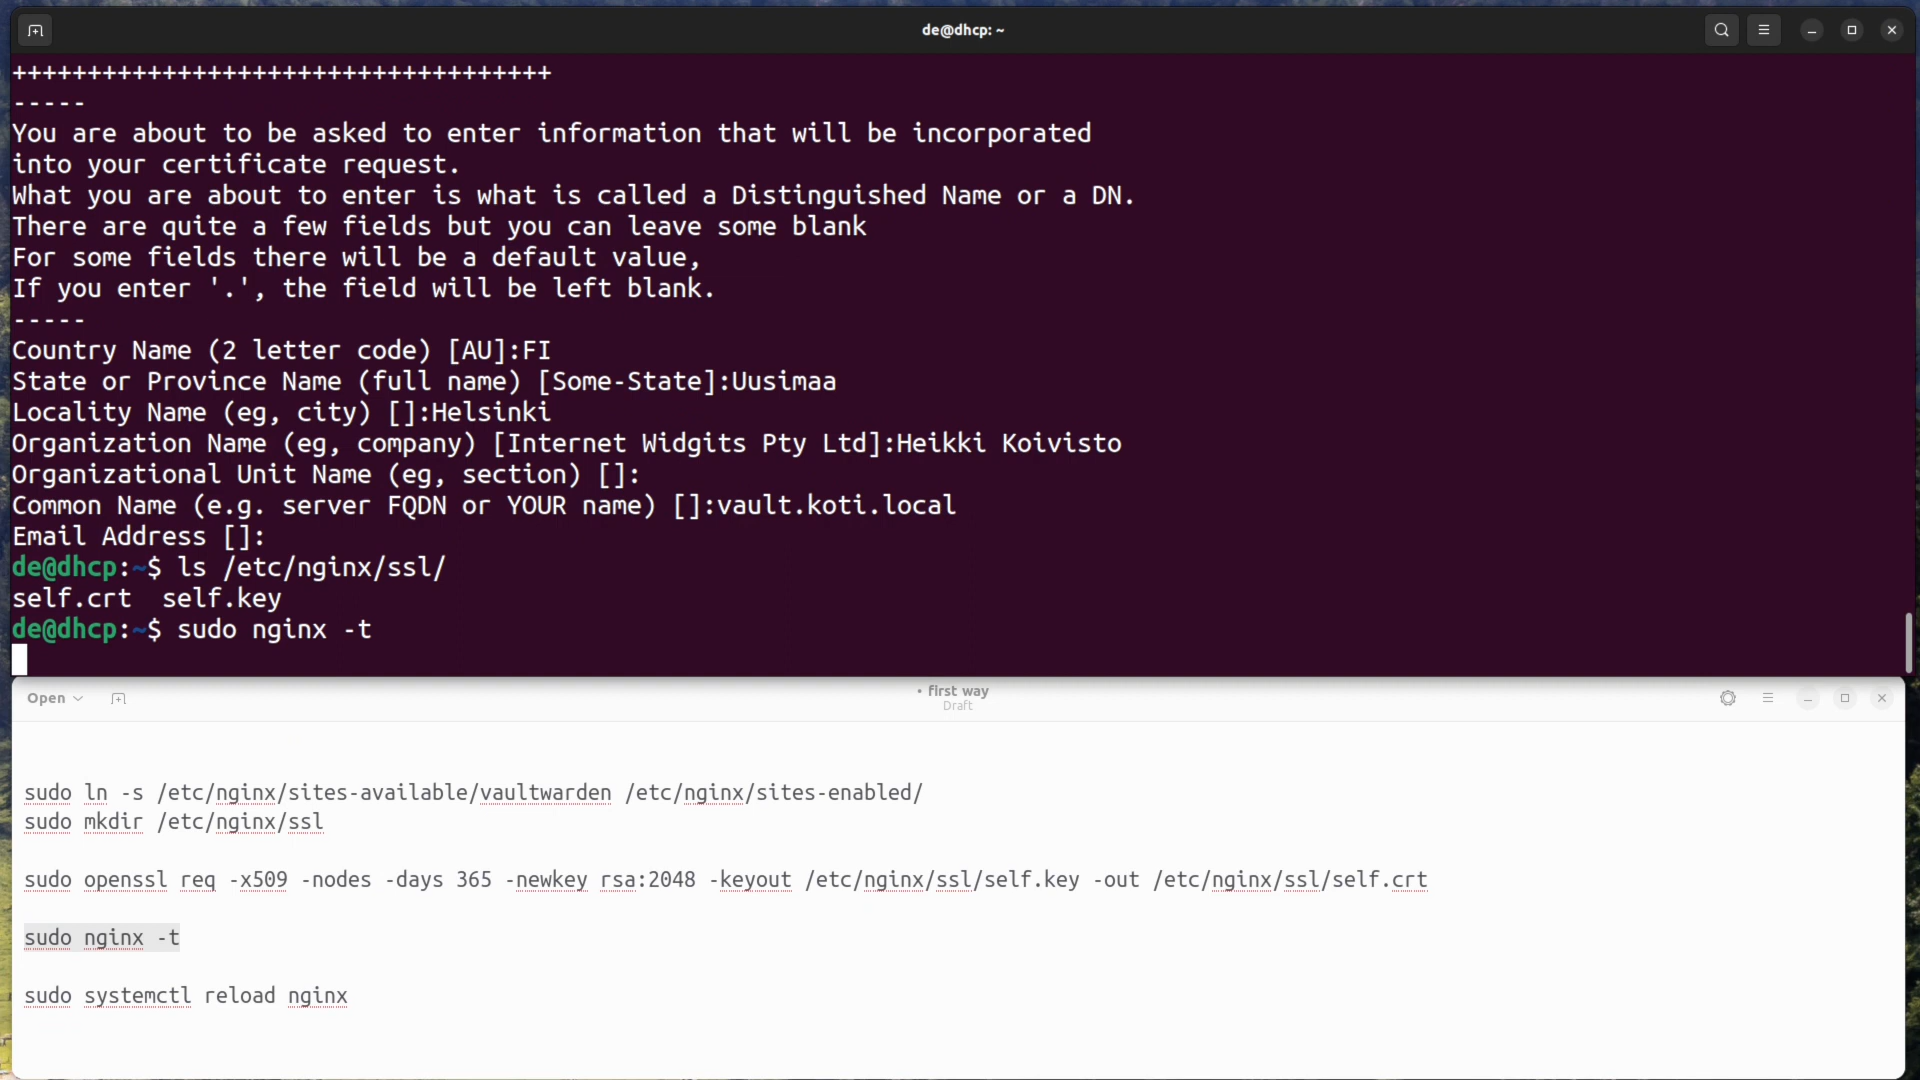 de@dhcp: ~
++++++++++++++++++++++++++++++++++++
-----
You are about to be asked to enter information that will be incorporated
into your certificate request.
What you are about to enter is what is called a Distinguished Name or a DN.
There are quite a few fields but you can leave some blank
For some fields there will be a default value,
If you enter '.', the field will be left blank.
-----
Country Name (2 letter code) [AU]:FI
State or Province Name (full name) [Some-State]:Uusimaa
Locality Name (eg, city) []:Helsinki
Organization Name (eg, company) [Internet Widgits Pty Ltd]:Heikki Koivisto
Organizational Unit Name (eg, section) []:
Common Name (e.g. server FQDN or YOUR name) []:vault.koti.local
Email Address []:
de@dhcp:~$ ls /etc/nginx/ssl/
self.crt  self.key
de@dhcp:~$ sudo nginx -t
Open
• first way
Draft
sudo ln -s /etc/nginx/sites-available/vaultwarden /etc/nginx/sites-enabled/
sudo mkdir /etc/nginx/ssl
sudo openssl req -x509 -nodes -days 365 -newkey rsa:2048 -keyout /etc/nginx/ssl/self.key -out /etc/nginx/ssl/self.crt
sudo nginx -t
sudo systemctl reload nginx